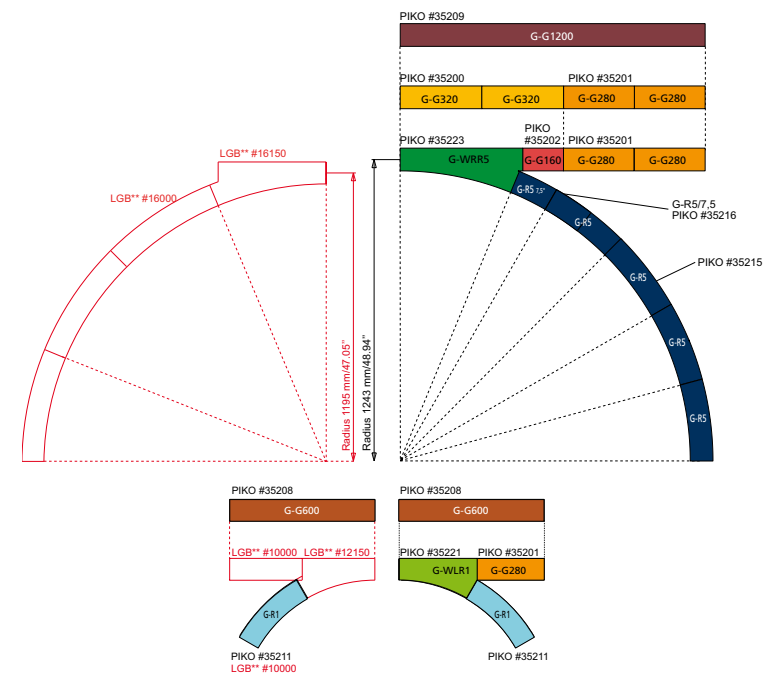 PIKO #35209
G-G1200
PIKO #35200
PIKO #35201
G-G320
G-G320
G-G280
G-G280
PIKO #35223
PIKO
#35202
PIKO #35201
G-WRR5
G-G160
G-G280
G-G280
LGB** #16150
LGB** #16000
G-R5 7,5°
G-R5/7,5
PIKO #35216
G-R5
G-R5
PIKO #35215
G-R5
G-R5
Radius 1195 mm/47.05"
Radius 1243 mm/48.94"
PIKO #35208
G-G600
LGB** #10000
LGB** #12150
G-R1
PIKO #35211
LGB** #10000
PIKO #35208
G-G600
PIKO #35221
PIKO #35201
G-WLR1
G-G280
G-R1
PIKO #35211